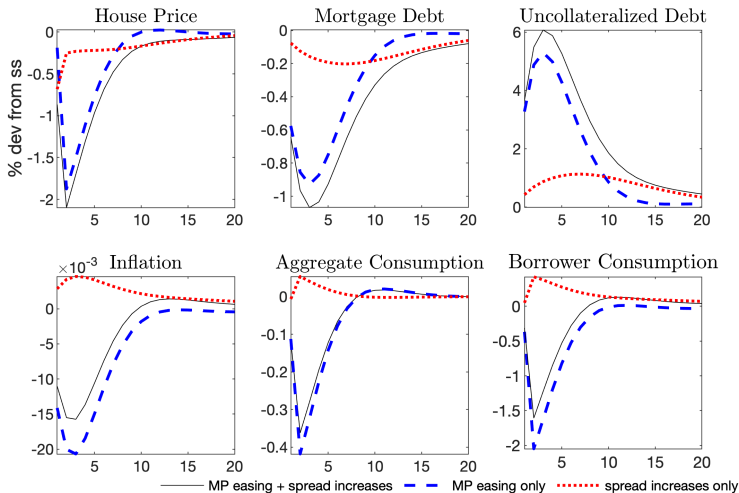 House Price Mortgage Debt Uncollateralized Debt
% dev from ss
0 -0.5 -1 -1.5 -2
5 10 15 20
0 -0.2 -0.4 -0.6 -0.8 -1
5 10 15 20
6 4 2 0
5 10 15 20
Inflation Aggregate Consumption Borrower Consumption
×10-3
0 -5 -10 -15 -20
5 10 15 20
0 -0.1 -0.2 -0.3 -0.4
5 10 15 20
0 -0.5 -1 -1.5 -2
5 10 15 20
MP easing + spread increases MP easing only spread increases only